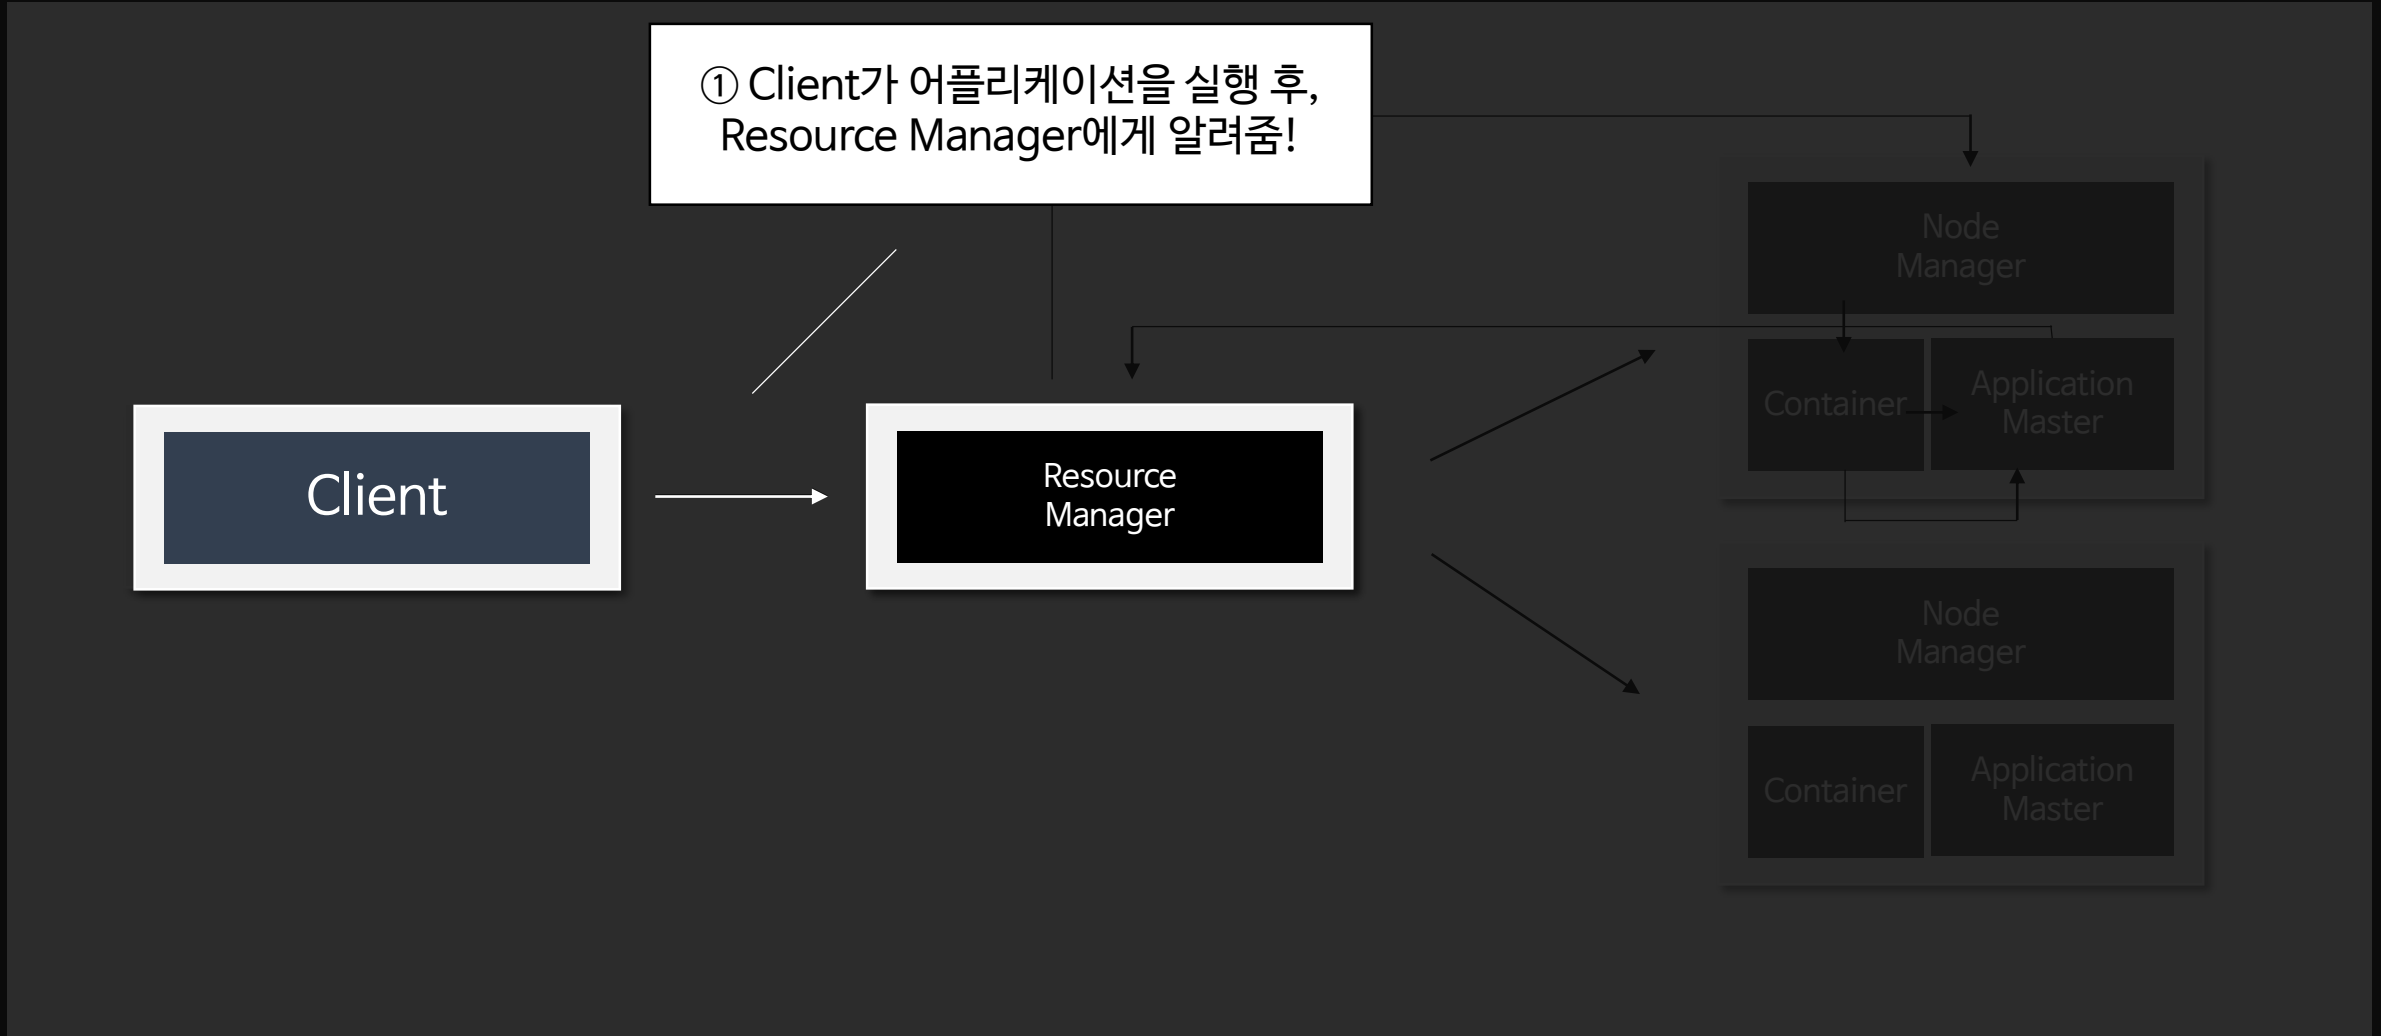 ① Client가 어플리케이션을 실행 후,
Resource Manager에게 알려줌!
Client
Resource
Manager
Node
Manager
Container
Application
Master
Node
Manager
Container
Application
Master